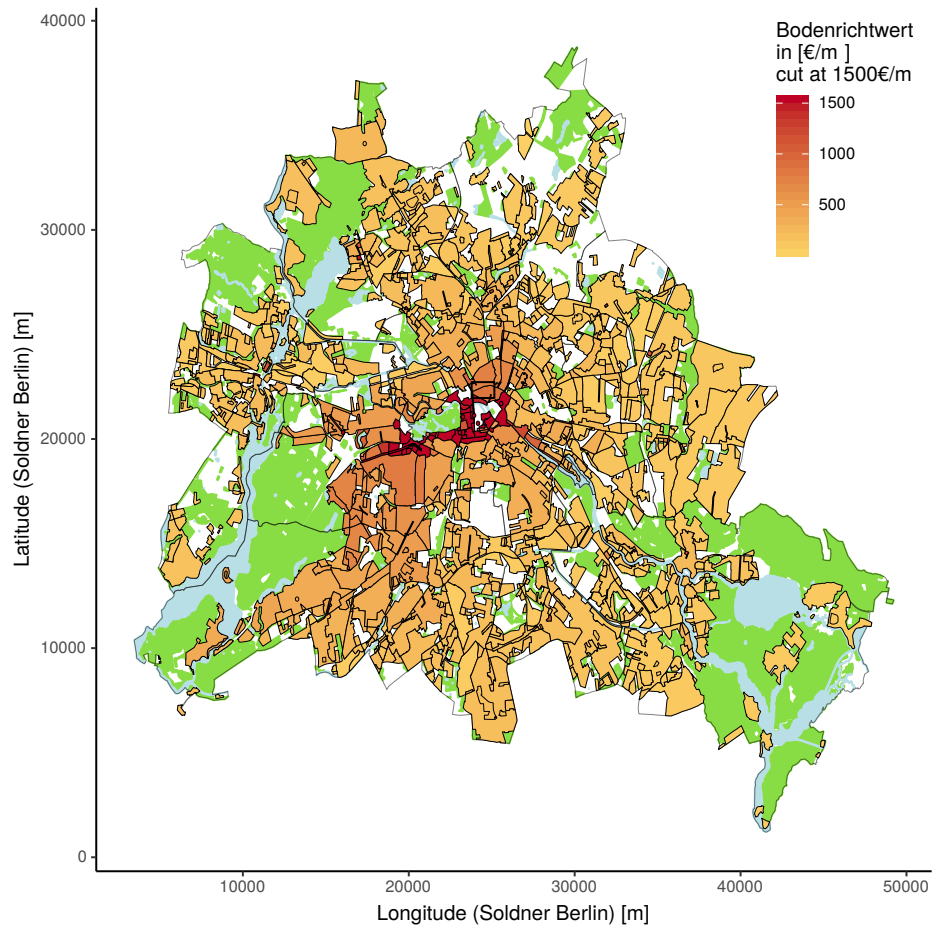 Bodenrichtwert
in [€/m ]
cut at 1500€/m
1500
1000
500
40000
30000
20000
10000
0
10000
20000
30000
40000
50000
Latitude (Soldner Berlin) [m]
Longitude (Soldner Berlin) [m]